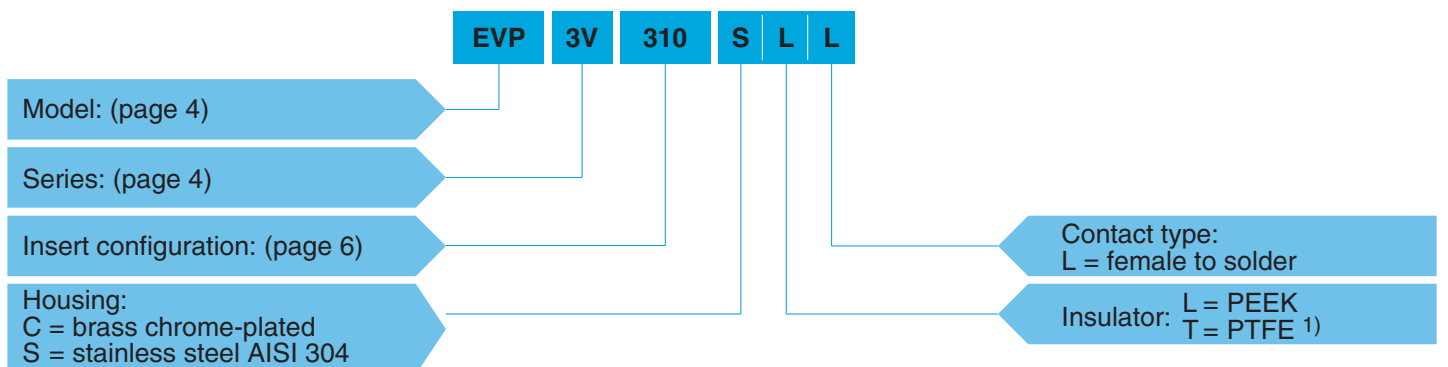 EVP 3V 310 S L L
Model: (page 4)
Series: (page 4)
Insert configuration: (page 6)
Housing:
C = brass chrome-plated
S = stainless steel AISI 304
Contact type:
L = female to solder
Insulator: L = PEEK
T = PTFE 1)